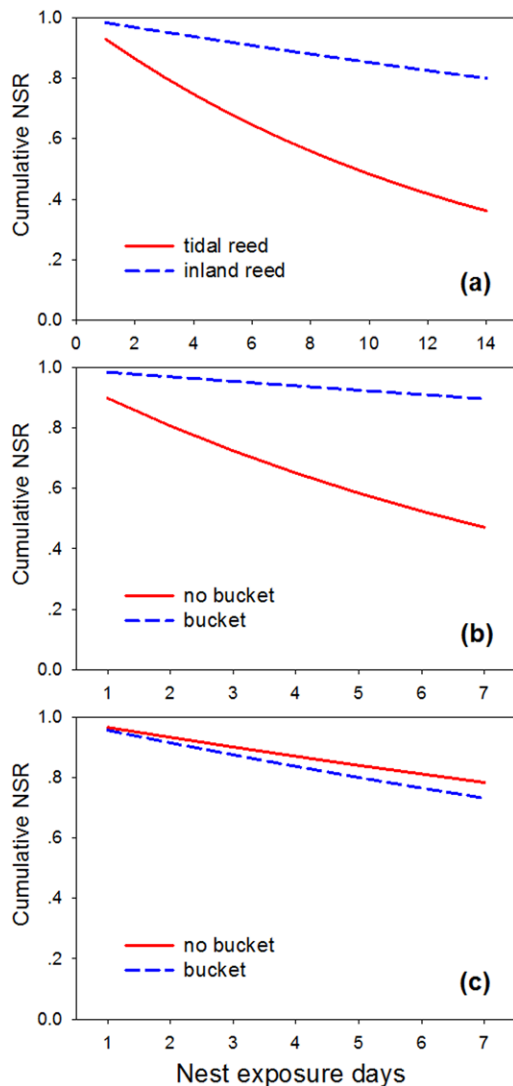 1.0
.8
.6
.4
.2
0.0
Cumulative NSR
tidal reed
inland reed
(a)
0 2 4 6 8 10 12 14
1.0
.8
.6
.4
.2
0.0
Cumulative NSR
no bucket
bucket
(b)
1 2 3 4 5 6 7
1.0
.8
.6
.4
.2
0.0
Cumulative NSR
no bucket
bucket
(c)
1 2 3 4 5 6 7
Nest exposure days